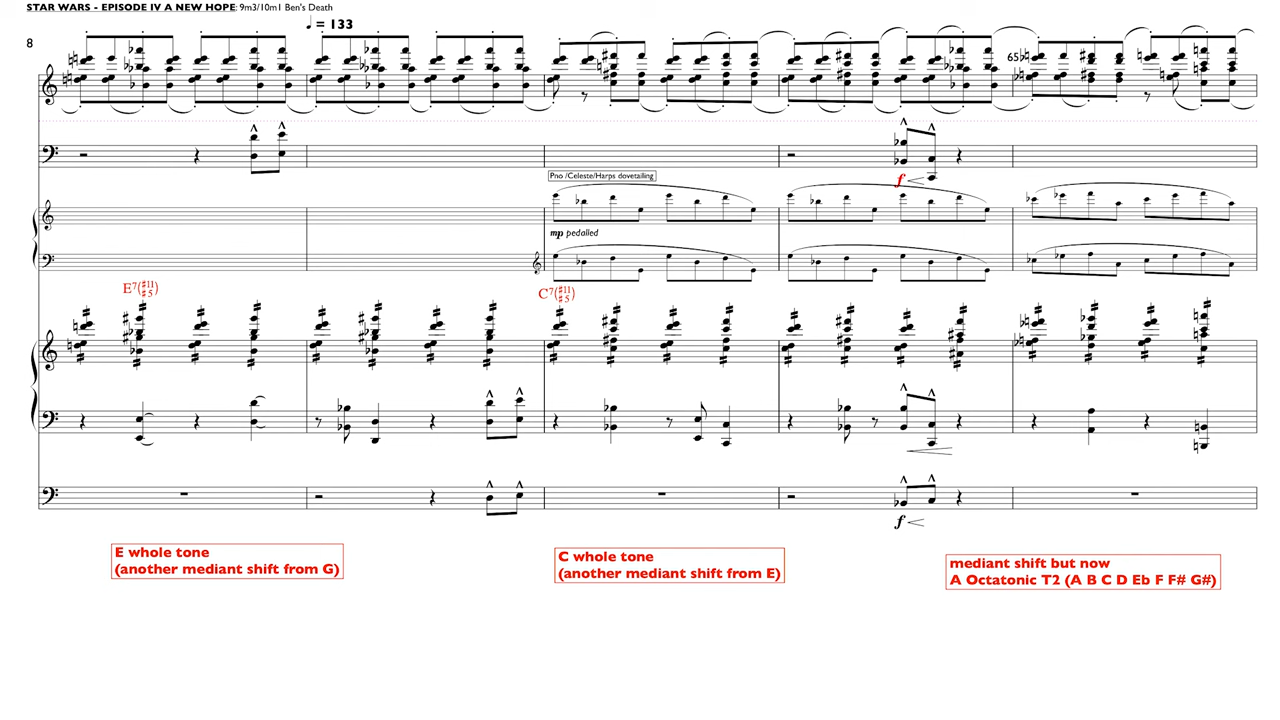 STAR WARS - EPISODE IV A NEW HOPE: 9m3/10m1 Ben's Death
♩ = 133
8
65
f
Pno /Celeste/Harps dovetailing
mp pedalled
E7(♯11 ♯5)
C7(♯11 ♯5)
f
E whole tone
(another mediant shift from G)
C whole tone
(another mediant shift from E)
mediant shift but now
A Octatonic T2 (A B C D Eb F F# G#)